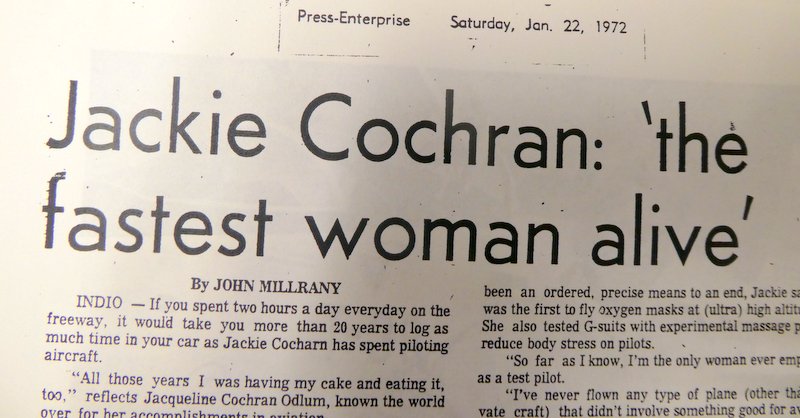 Press-Enterprise Saturday, Jan. 22, 1972
Jackie Cochran: 'the
fastest woman alive'
By JOHN MILLRANY
INDIO — If you spent two hours a day everyday on the
freeway, it would take you more than 20 years to log as
much time in your car as Jackie Cocharn has spent piloting
aircraft.
"All those years I was having my cake and eating it,
too," reflects Jacqueline Cochran Odlum, known the world
over for her accomplishments in aviation.
been an ordered, precise means to an end, Jackie
was the first to fly oxygen masks at (ultra) high
She also tested G-suits with experimental massage
reduce body stress on pilots.
"So far as I know, I'm the only woman ever
as a test pilot.
"I've never flown any type of plane (other
vate craft) that didn't involve something good for